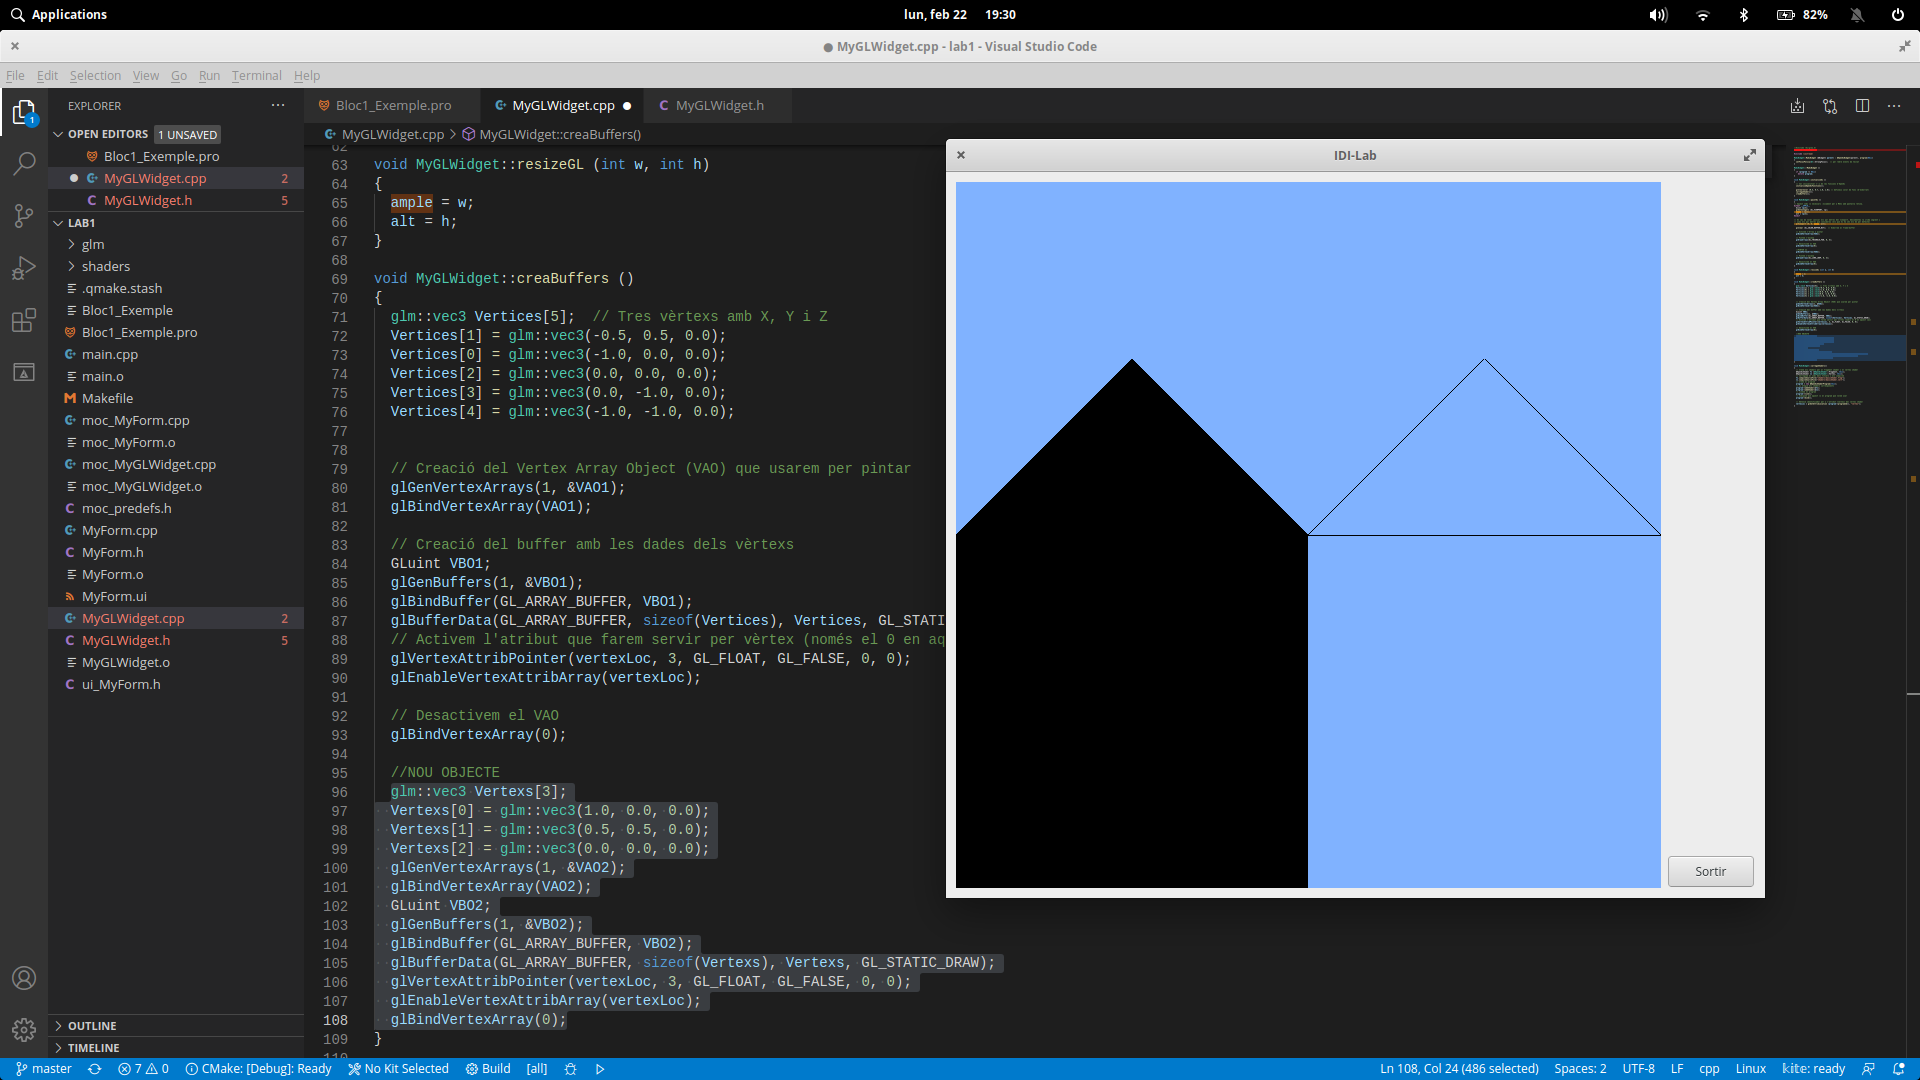 Applications
lun, feb 22 19:30
82%
MyGLWidget.cpp - lab1 - Visual Studio Code
File Edit Selection View Go Run Terminal Help
EXPLORER
OPEN EDITORS 1 UNSAVED
Bloc1_Exemple.pro
MyGLWidget.cpp 2
MyGLWidget.h 5
LAB1
glm
shaders
.qmake.stash
Bloc1_Exemple
Bloc1_Exemple.pro
main.cpp
main.o
Makefile
moc_MyForm.cpp
moc_MyForm.o
moc_MyGLWidget.cpp
moc_MyGLWidget.o
moc_predefs.h
MyForm.cpp
MyForm.h
MyForm.o
MyForm.ui
MyGLWidget.cpp 2
MyGLWidget.h 5
MyGLWidget.o
ui_MyForm.h
OUTLINE
TIMELINE
1
Bloc1_Exemple.pro MyGLWidget.cpp MyGLWidget.h
MyGLWidget.cpp > MyGLWidget::creaBuffers()
62
63 void MyGLWidget::resizeGL (int w, int h)
64 {
65 ample = w;
66 alt = h;
67 }
68
69 void MyGLWidget::creaBuffers ()
70 {
71 glm::vec3 Vertices[5];  // Tres vèrtexs amb X, Y i Z
72 Vertices[1] = glm::vec3(-0.5, 0.5, 0.0);
73 Vertices[0] = glm::vec3(-1.0, 0.0, 0.0);
74 Vertices[2] = glm::vec3(0.0, 0.0, 0.0);
75 Vertices[3] = glm::vec3(0.0, -1.0, 0.0);
76 Vertices[4] = glm::vec3(-1.0, -1.0, 0.0);
77
78
79 // Creació del Vertex Array Object (VAO) que usarem per pintar
80 glGenVertexArrays(1, &VAO1);
81 glBindVertexArray(VAO1);
82
83 // Creació del buffer amb les dades dels vèrtexs
84 GLuint VBO1;
85 glGenBuffers(1, &VBO1);
86 glBindBuffer(GL_ARRAY_BUFFER, VBO1);
87 glBufferData(GL_ARRAY_BUFFER, sizeof(Vertices), Vertices, GL_STATI
88 // Activem l'atribut que farem servir per vèrtex (només el 0 en aq
89 glVertexAttribPointer(vertexLoc, 3, GL_FLOAT, GL_FALSE, 0, 0);
90 glEnableVertexAttribArray(vertexLoc);
91
92 // Desactivem el VAO
93 glBindVertexArray(0);
94
95 //NOU OBJECTE
96 glm::vec3 Vertexs[3];
97 Vertexs[0] = glm::vec3(1.0, 0.0, 0.0);
98 Vertexs[1] = glm::vec3(0.5, 0.5, 0.0);
99 Vertexs[2] = glm::vec3(0.0, 0.0, 0.0);
100 glGenVertexArrays(1, &VAO2);
101 glBindVertexArray(VAO2);
102 GLuint VBO2;
103 glGenBuffers(1, &VBO2);
104 glBindBuffer(GL_ARRAY_BUFFER, VBO2);
105 glBufferData(GL_ARRAY_BUFFER, sizeof(Vertexs), Vertexs, GL_STATIC_DRAW);
106 glVertexAttribPointer(vertexLoc, 3, GL_FLOAT, GL_FALSE, 0, 0);
107 glEnableVertexAttribArray(vertexLoc);
108 glBindVertexArray(0);
109 }
110
IDI-Lab
Sortir
master 7 0 CMake: [Debug]: Ready No Kit Selected Build [all] Ln 108, Col 24 (486 selected) Spaces: 2 UTF-8 LF cpp Linux kite: ready